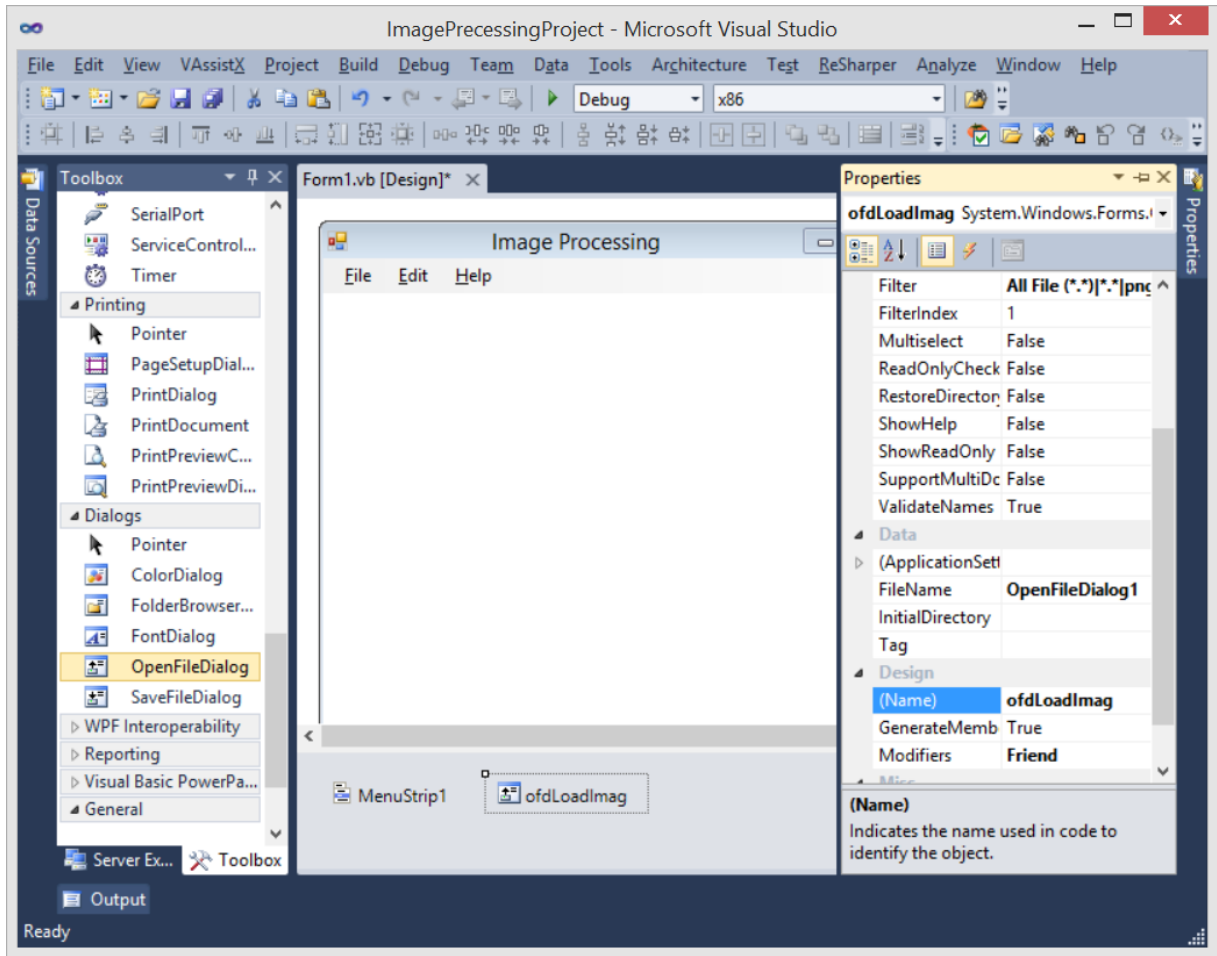 ImagePrecessingProject - Microsoft Visual Studio
File Edit View VAssistX Project Build Debug Team Data Tools Architecture Test ReSharper Analyze Window Help
Debug x86
Data Sources
Toolbox
SerialPort
ServiceControl...
Timer
Printing
Pointer
PageSetupDial...
PrintDialog
PrintDocument
PrintPreviewC...
PrintPreviewDi...
Dialogs
Pointer
ColorDialog
FolderBrowser...
FontDialog
OpenFileDialog
SaveFileDialog
WPF Interoperability
Reporting
Visual Basic PowerPa...
General
Server Ex... Toolbox
Form1.vb [Design]*
Image Processing
File Edit Help
MenuStrip1 ofdLoadImag
Properties
ofdLoadImag System.Windows.Forms.
Filter All File (*.*)|*.*|png
FilterIndex 1
Multiselect False
ReadOnlyCheck False
RestoreDirectory False
ShowHelp False
ShowReadOnly False
SupportMultiDo False
ValidateNames True
Data
(ApplicationSett
FileName OpenFileDialog1
InitialDirectory
Tag
Design
(Name) ofdLoadImag
GenerateMemb True
Modifiers Friend
Misc
(Name)
Indicates the name used in code to
identify the object.
Properties
Output
Ready